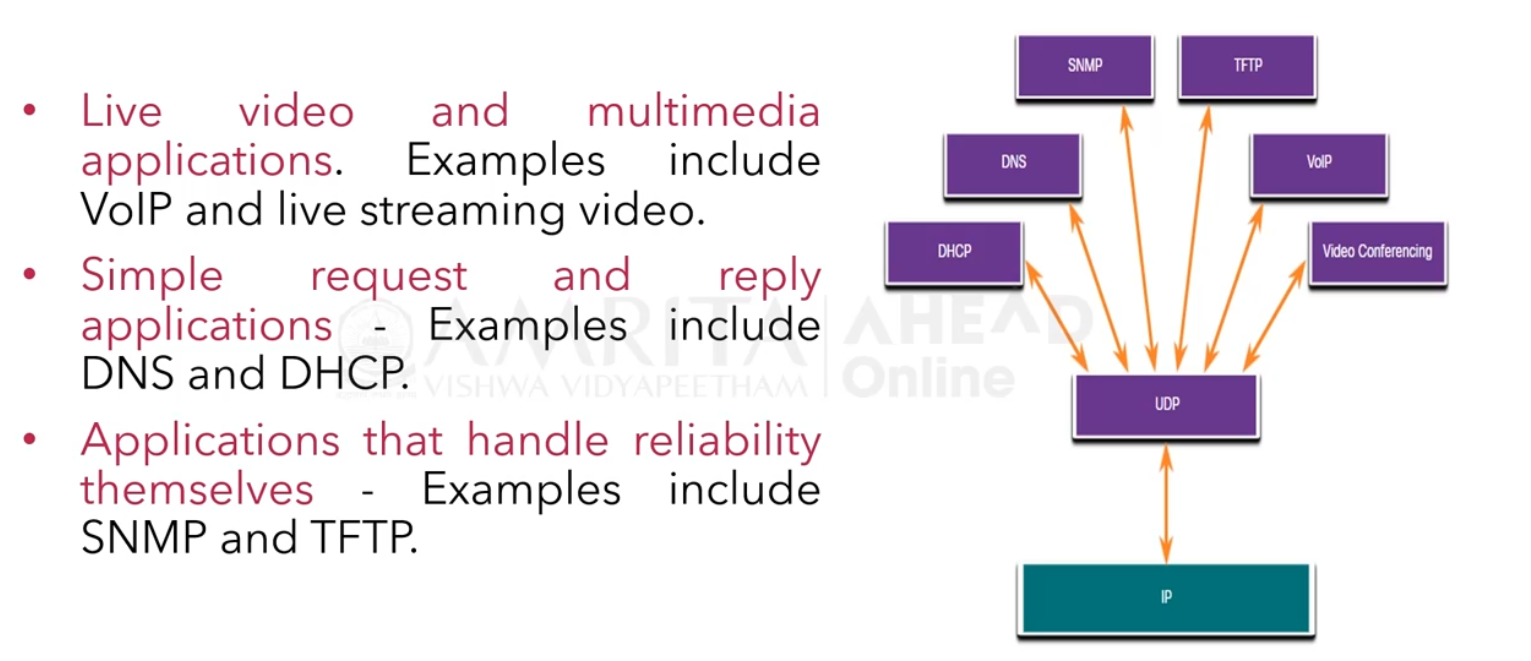 • Live video and multimedia
applications. Examples include
VoIP and live streaming video.
• Simple request and reply
applications - Examples include
DNS and DHCP.
• Applications that handle reliability
themselves - Examples include
SNMP and TFTP.
SNMP
TFTP
DNS
VoIP
DHCP
Video Conferencing
UDP
IP
AMRITA
VISHWA VIDYAPEETHAM
AHEAD
Online